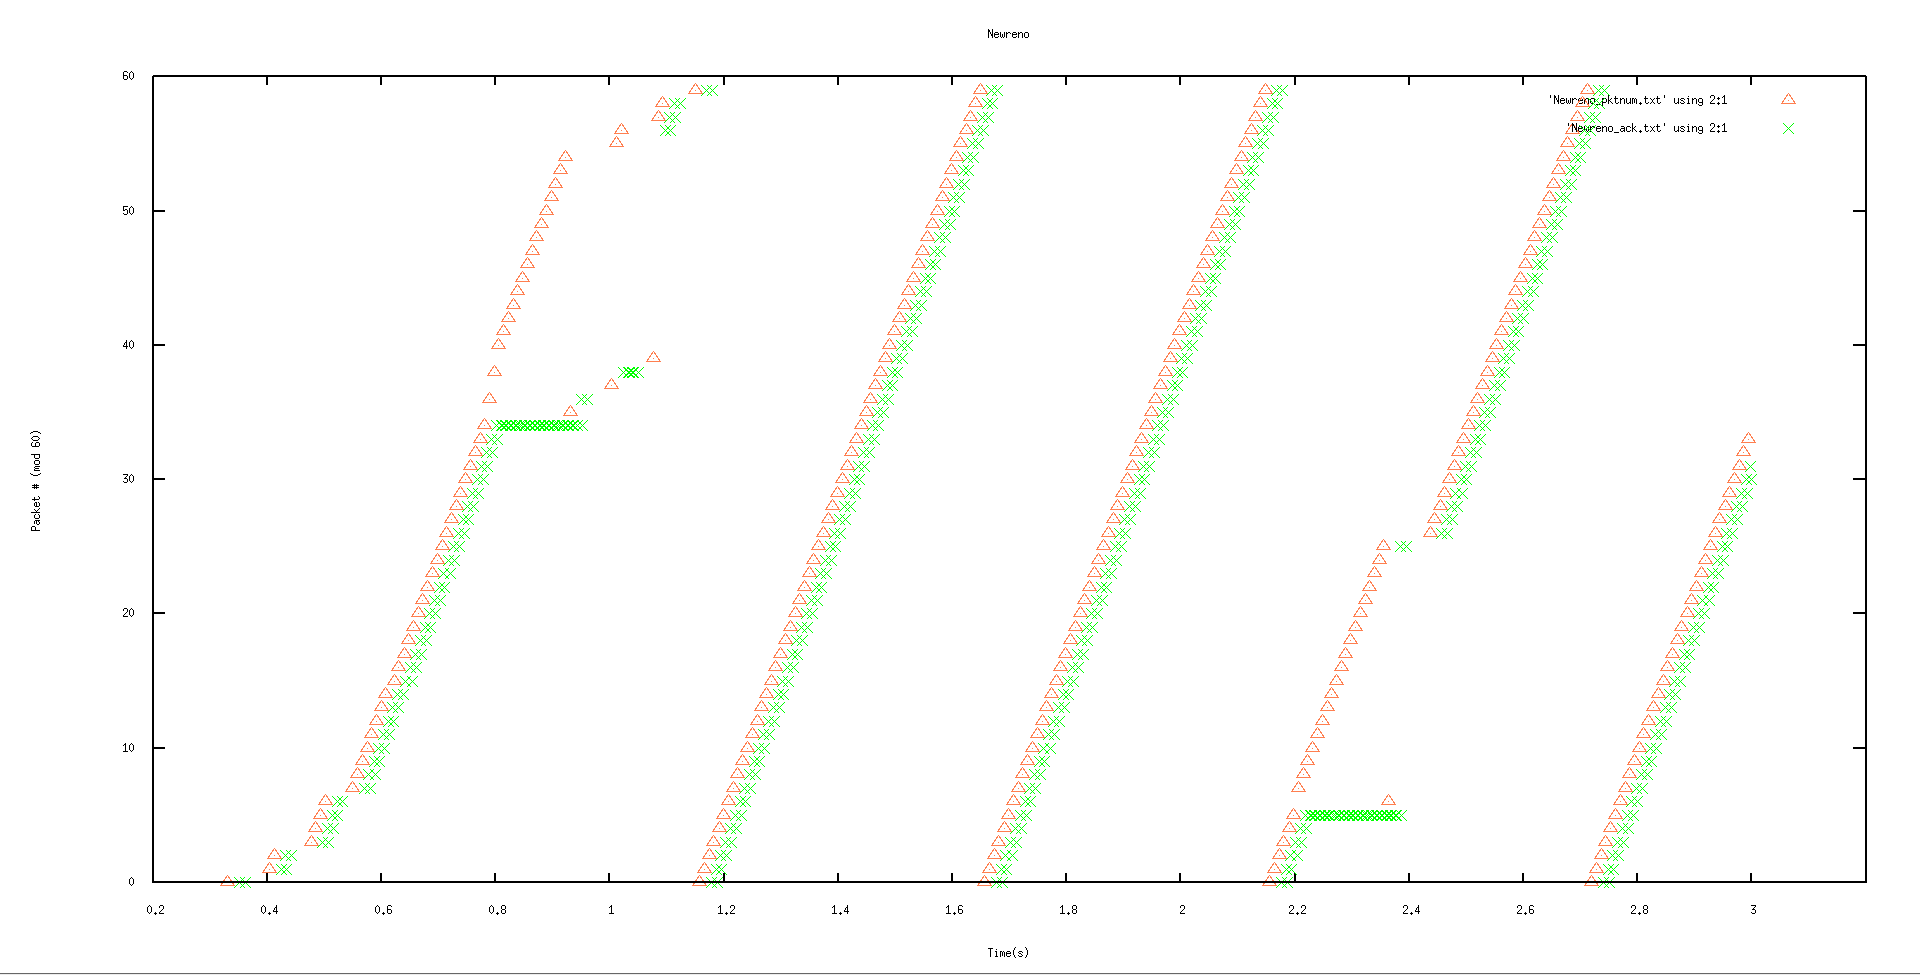 Newreno
60
'Newreno_pktnum.txt' using 2:1
'Newreno_ack.txt' using 2:1
50
40
Packet # (mod 60)
30
20
10
0
0.2 0.4 0.6 0.8 1 1.2 1.4 1.6 1.8 2 2.2 2.4 2.6 2.8 3
Time(s)